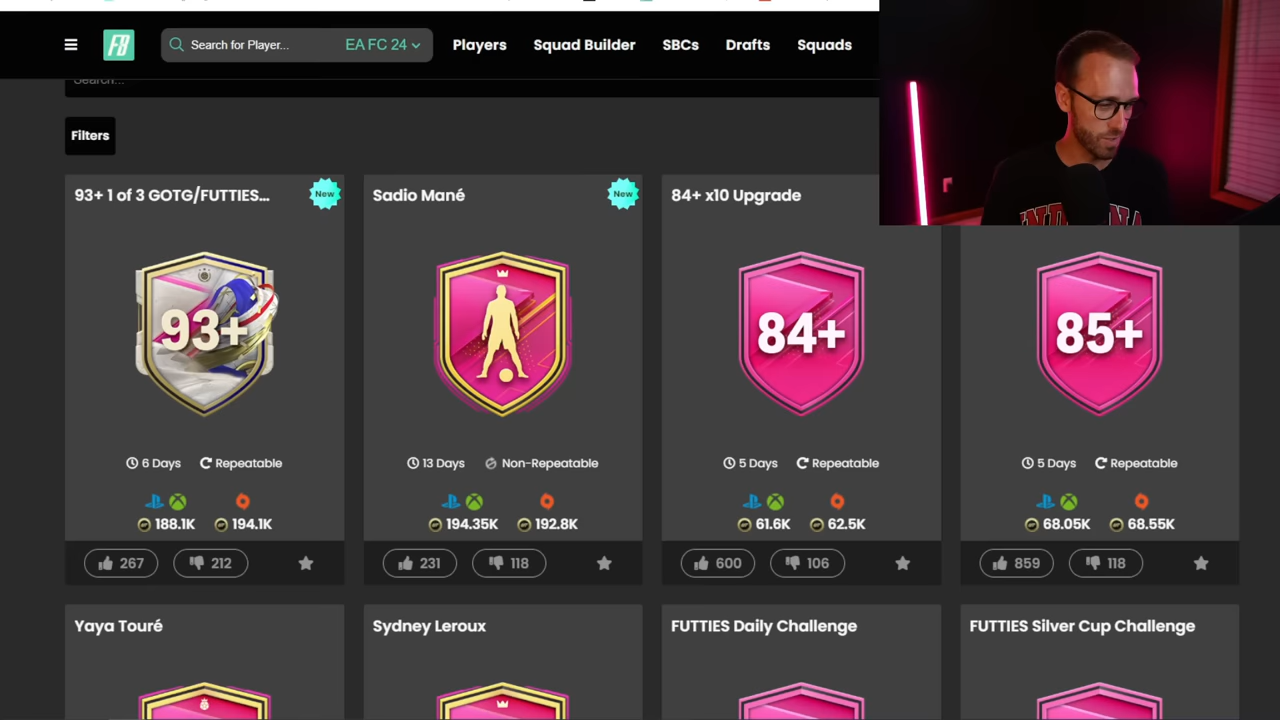 F8
Search for Player...
EA FC 24
Players
Squad Builder
SBCs
Drafts
Squads
Search...
Filters
93+ 1 of 3 GOTG/FUTTIES...
New
93+
6 Days
Repeatable
188.1K
194.1K
267
212
Sadio Mané
New
13 Days
Non-Repeatable
194.35K
192.8K
231
118
84+ x10 Upgrade
84+
5 Days
Repeatable
61.6K
62.5K
600
106
85+
5 Days
Repeatable
68.05K
68.55K
859
118
Yaya Touré
Sydney Leroux
FUTTIES Daily Challenge
FUTTIES Silver Cup Challenge